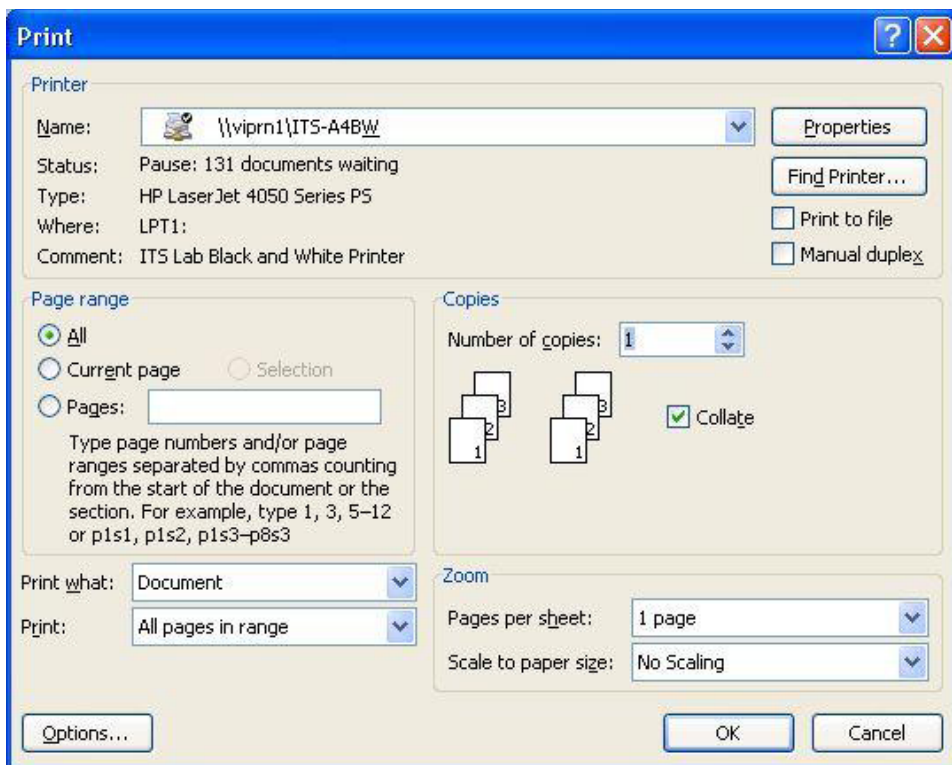 Print
Printer
Name: \\viprn1\ITS-A4BW
Properties
Status: Pause: 131 documents waiting
Find Printer...
Type: HP LaserJet 4050 Series PS
Where: LPT1:
Print to file
Comment: ITS Lab Black and White Printer
Manual duplex
Page range
All
Current page Selection
Pages:
Type page numbers and/or page
ranges separated by commas counting
from the start of the document or the
section. For example, type 1, 3, 5–12
or p1s1, p1s2, p1s3–p8s3
Copies
Number of copies: 1
3 3
2 2
1 1
Collate
Print what: Document
Print: All pages in range
Zoom
Pages per sheet: 1 page
Scale to paper size: No Scaling
Options...
OK Cancel